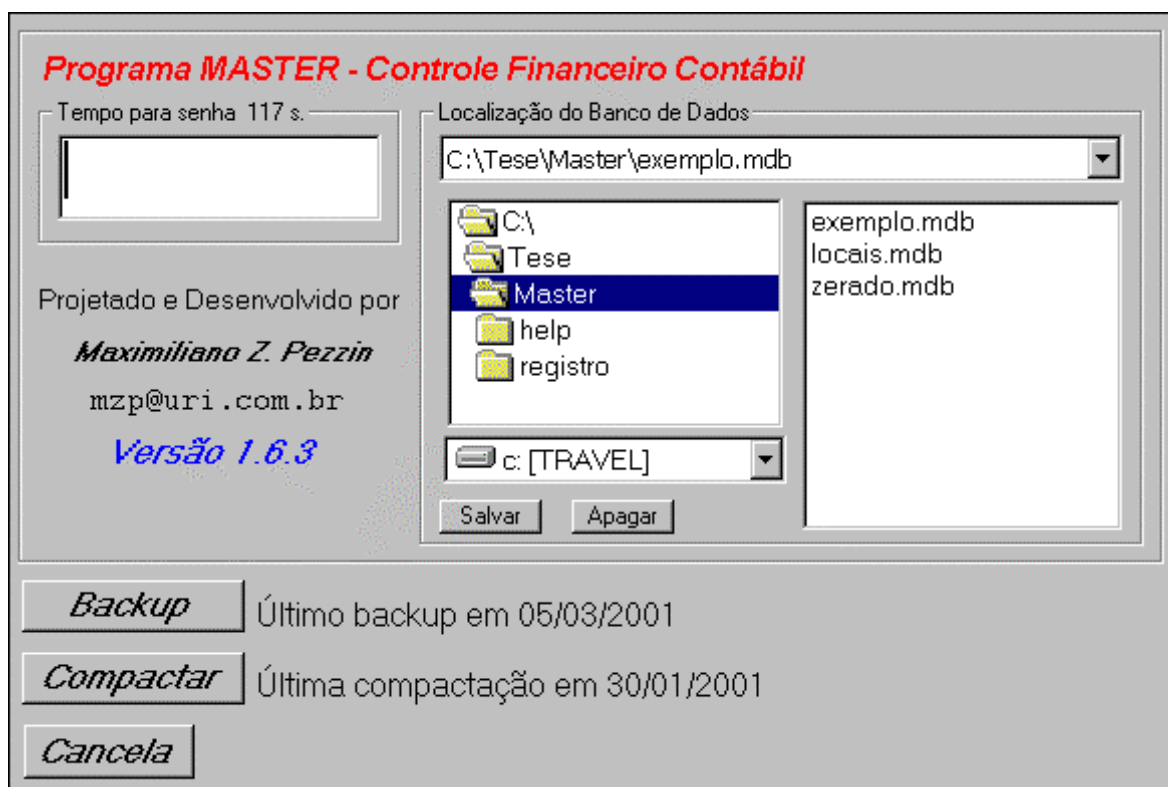 Programa MASTER - Controle Financeiro Contábil
Tempo para senha 117 s.
Projetado e Desenvolvido por
Maximiliano Z. Pezzin
mzp@uri.com.br
Versão 1.6.3
Localização do Banco de Dados
C:\Tese\Master\exemplo.mdb
C:\
Tese
Master
help
registro
c: [TRAVEL]
Salvar Apagar
exemplo.mdb
locais.mdb
zerado.mdb
Backup Último backup em 05/03/2001
Compactar Última compactação em 30/01/2001
Cancela